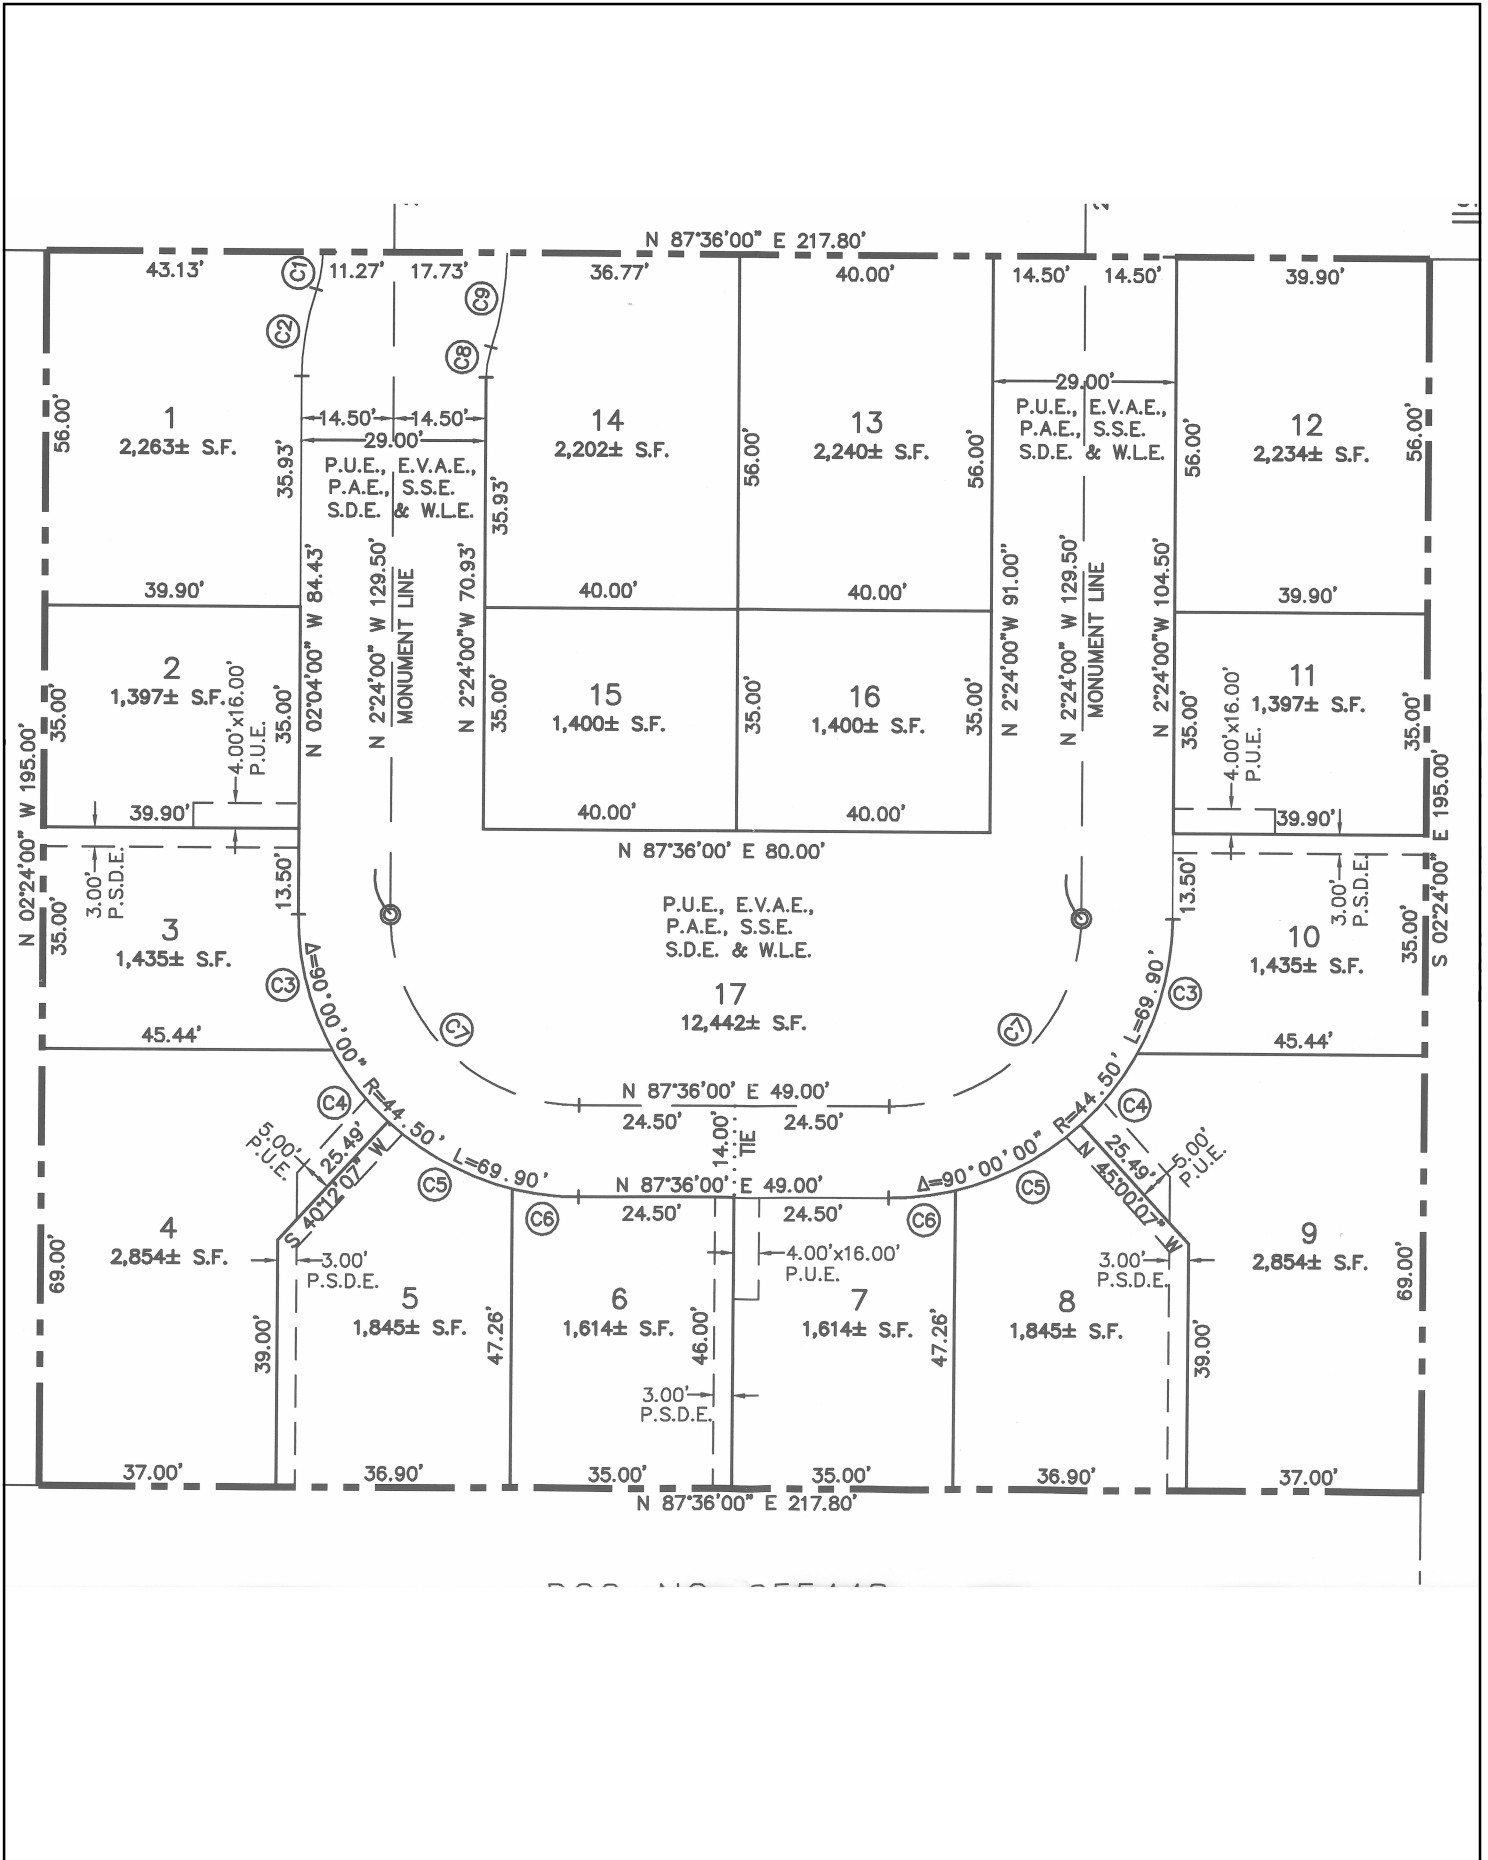 N 87°36'00" E 217.80'
43.13'
C1
11.27'
17.73'
36.77'
40.00'
14.50'
14.50'
39.90'
C2
C9
C8
56.00'
1
2,263± S.F.
35.93'
14.50'
14.50'
29.00'
P.U.E., E.V.A.E.,
P.A.E., S.S.E.
S.D.E. & W.L.E.
35.93'
14
2,202± S.F.
56.00'
13
2,240± S.F.
56.00'
29.00'
P.U.E., E.V.A.E.,
P.A.E., S.S.E.
S.D.E. & W.L.E.
56.00'
12
2,234± S.F.
56.00'
39.90'
40.00'
40.00'
39.90'
N 02°04'00" W 84.43'
N 2°24'00" W 129.50'
MONUMENT LINE
N 2°24'00"W 70.93'
N 2°24'00"W 91.00"
N 2°24'00" W 129.50'
MONUMENT LINE
N 2°24'00"W 104.50'
2
1,397± S.F.
35.00'
35.00'
4.00'x16.00'
P.U.E.
39.90'
15
1,400± S.F.
35.00'
35.00'
40.00'
16
1,400± S.F.
35.00'
40.00'
11
1,397± S.F.
35.00'
35.00'
4.00'x16.00'
P.U.E.
39.90'
N 02°24'00" W 195.00'
S 02°24'00" E 195.00'
N 87°36'00' E 80.00'
3.00'
P.S.D.E.
13.50'
35.00'
3
1,435± S.F.
C3
45.44'
P.U.E., E.V.A.E.,
P.A.E., S.S.E.
S.D.E. & W.L.E.
17
12,442± S.F.
13.50'
3.00'
P.S.D.E.
35.00'
10
1,435± S.F.
C3
45.44'
C7
C7
Δ=90°00'00" R=44.50' L=69.90'
Δ=90°00'00" R=44.50' L=69.90'
N 87°36'00' E 49.00'
24.50'
24.50'
14.00'
TIE
N 87°36'00' E 49.00'
24.50'
24.50'
C4
C5
C6
C6
C5
C4
5.00'
P.U.E.
25.49'
S 40°12'07" W
25.49'
N 45°00'07" W
5.00'
P.U.E.
4
2,854± S.F.
69.00'
39.00'
37.00'
3.00'
P.S.D.E.
5
1,845± S.F.
47.26'
36.90'
6
1,614± S.F.
46.00'
3.00'
P.S.D.E.
35.00'
4.00'x16.00'
P.U.E.
7
1,614± S.F.
47.26'
35.00'
3.00'
P.S.D.E.
8
1,845± S.F.
39.00'
36.90'
9
2,854± S.F.
69.00'
37.00'
N 87°36'00" E 217.80'